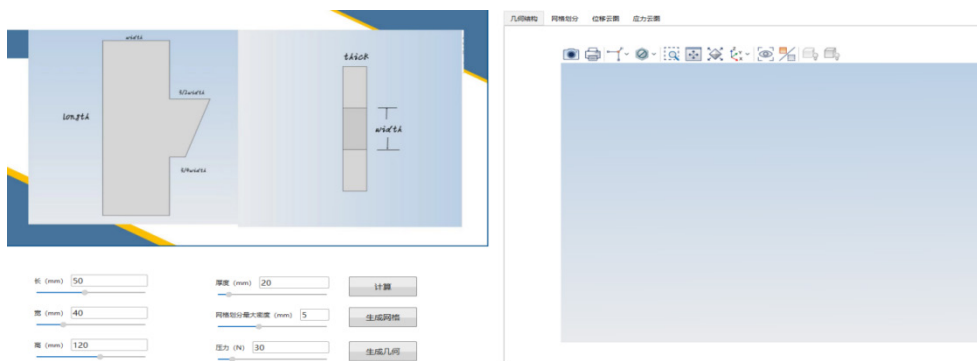 几何结构 网格划分 位移云图 应力云图
width
thick
length
width
长 (mm) 50
厚度 (mm) 20
计算
宽 (mm) 40
网格划分最大密度 (mm) 5
生成网格
高 (mm) 120
压力 (N) 30
生成几何